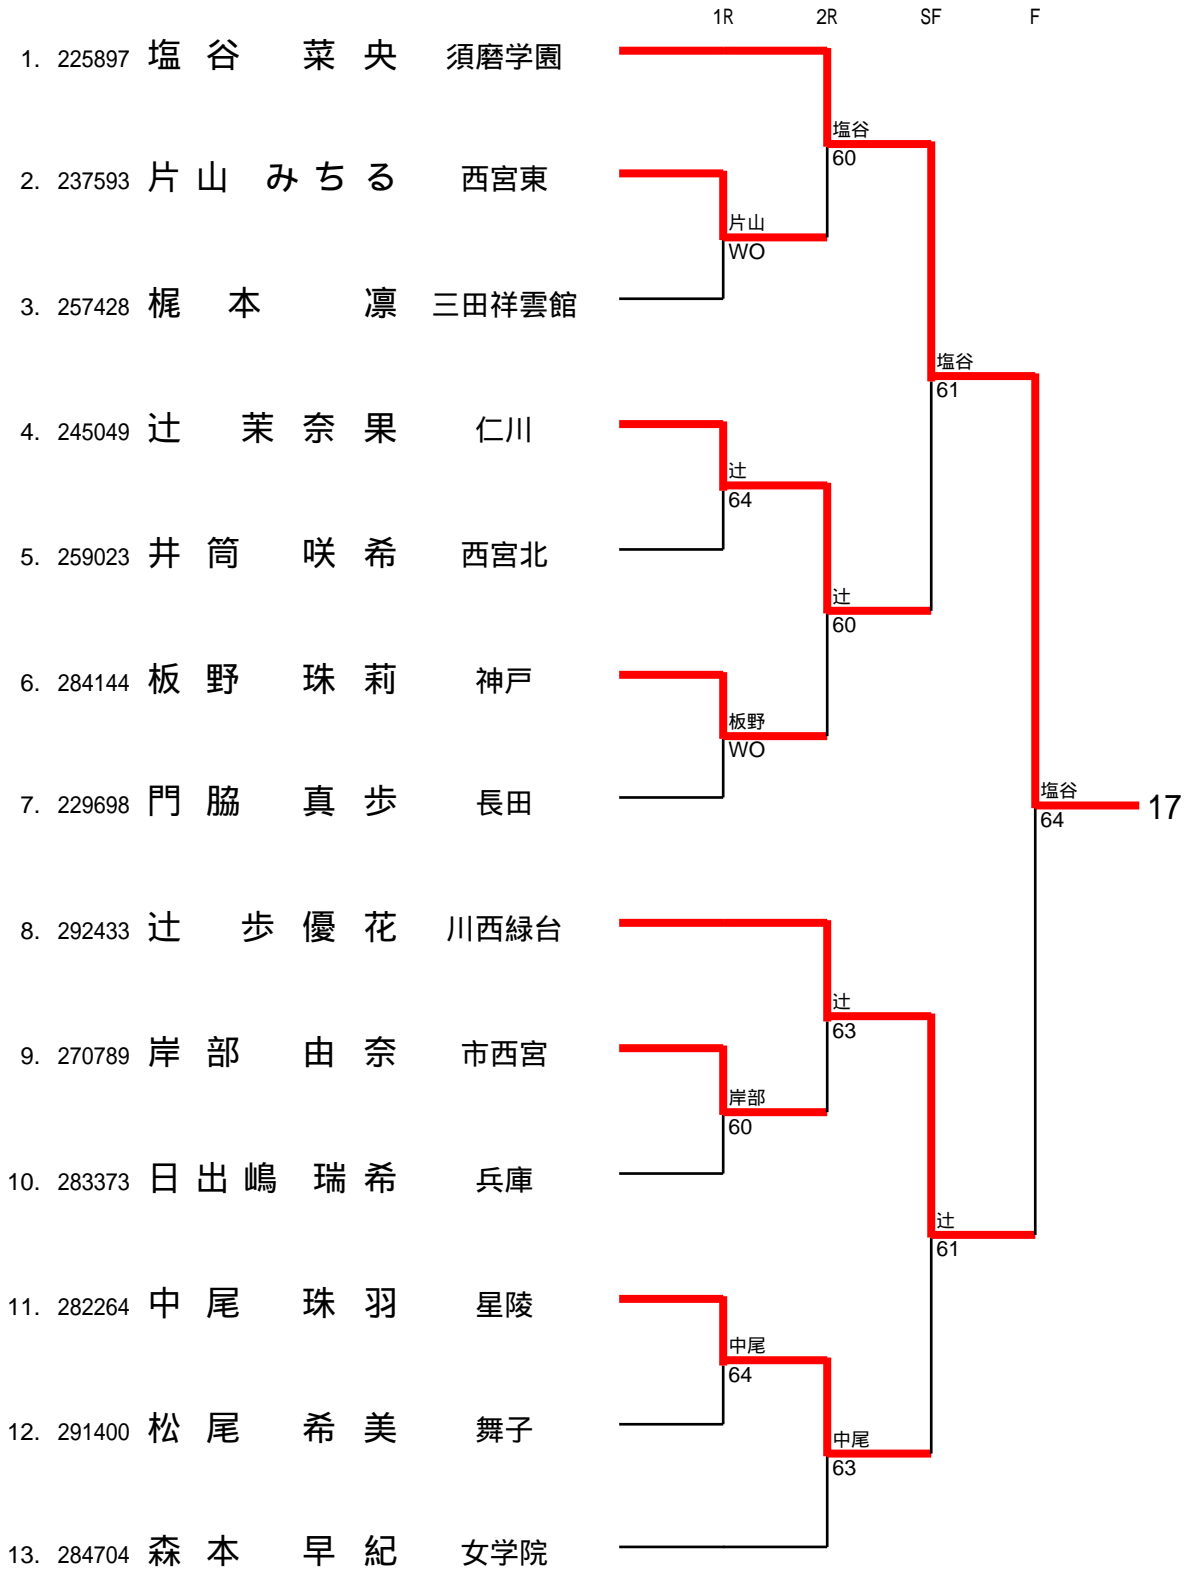 1R 2R SF F
1. 225897 塩谷 菜央 須磨学園
塩谷
60
2. 237593 片山 みちる 西宮東
片山
WO
3. 257428 梶本 凛 三田祥雲館
塩谷
61
4. 245049 辻 茉奈果 仁川
辻
64
5. 259023 井筒 咲希 西宮北
辻
60
6. 284144 板野 珠莉 神戸
板野
WO
7. 229698 門脇 真歩 長田
塩谷
64
17
8. 292433 辻 歩優花 川西緑台
辻
63
9. 270789 岸部 由奈 市西宮
岸部
60
10. 283373 日出嶋 瑞希 兵庫
辻
61
11. 282264 中尾 珠羽 星陵
中尾
64
12. 291400 松尾 希美 舞子
中尾
63
13. 284704 森本 早紀 女学院